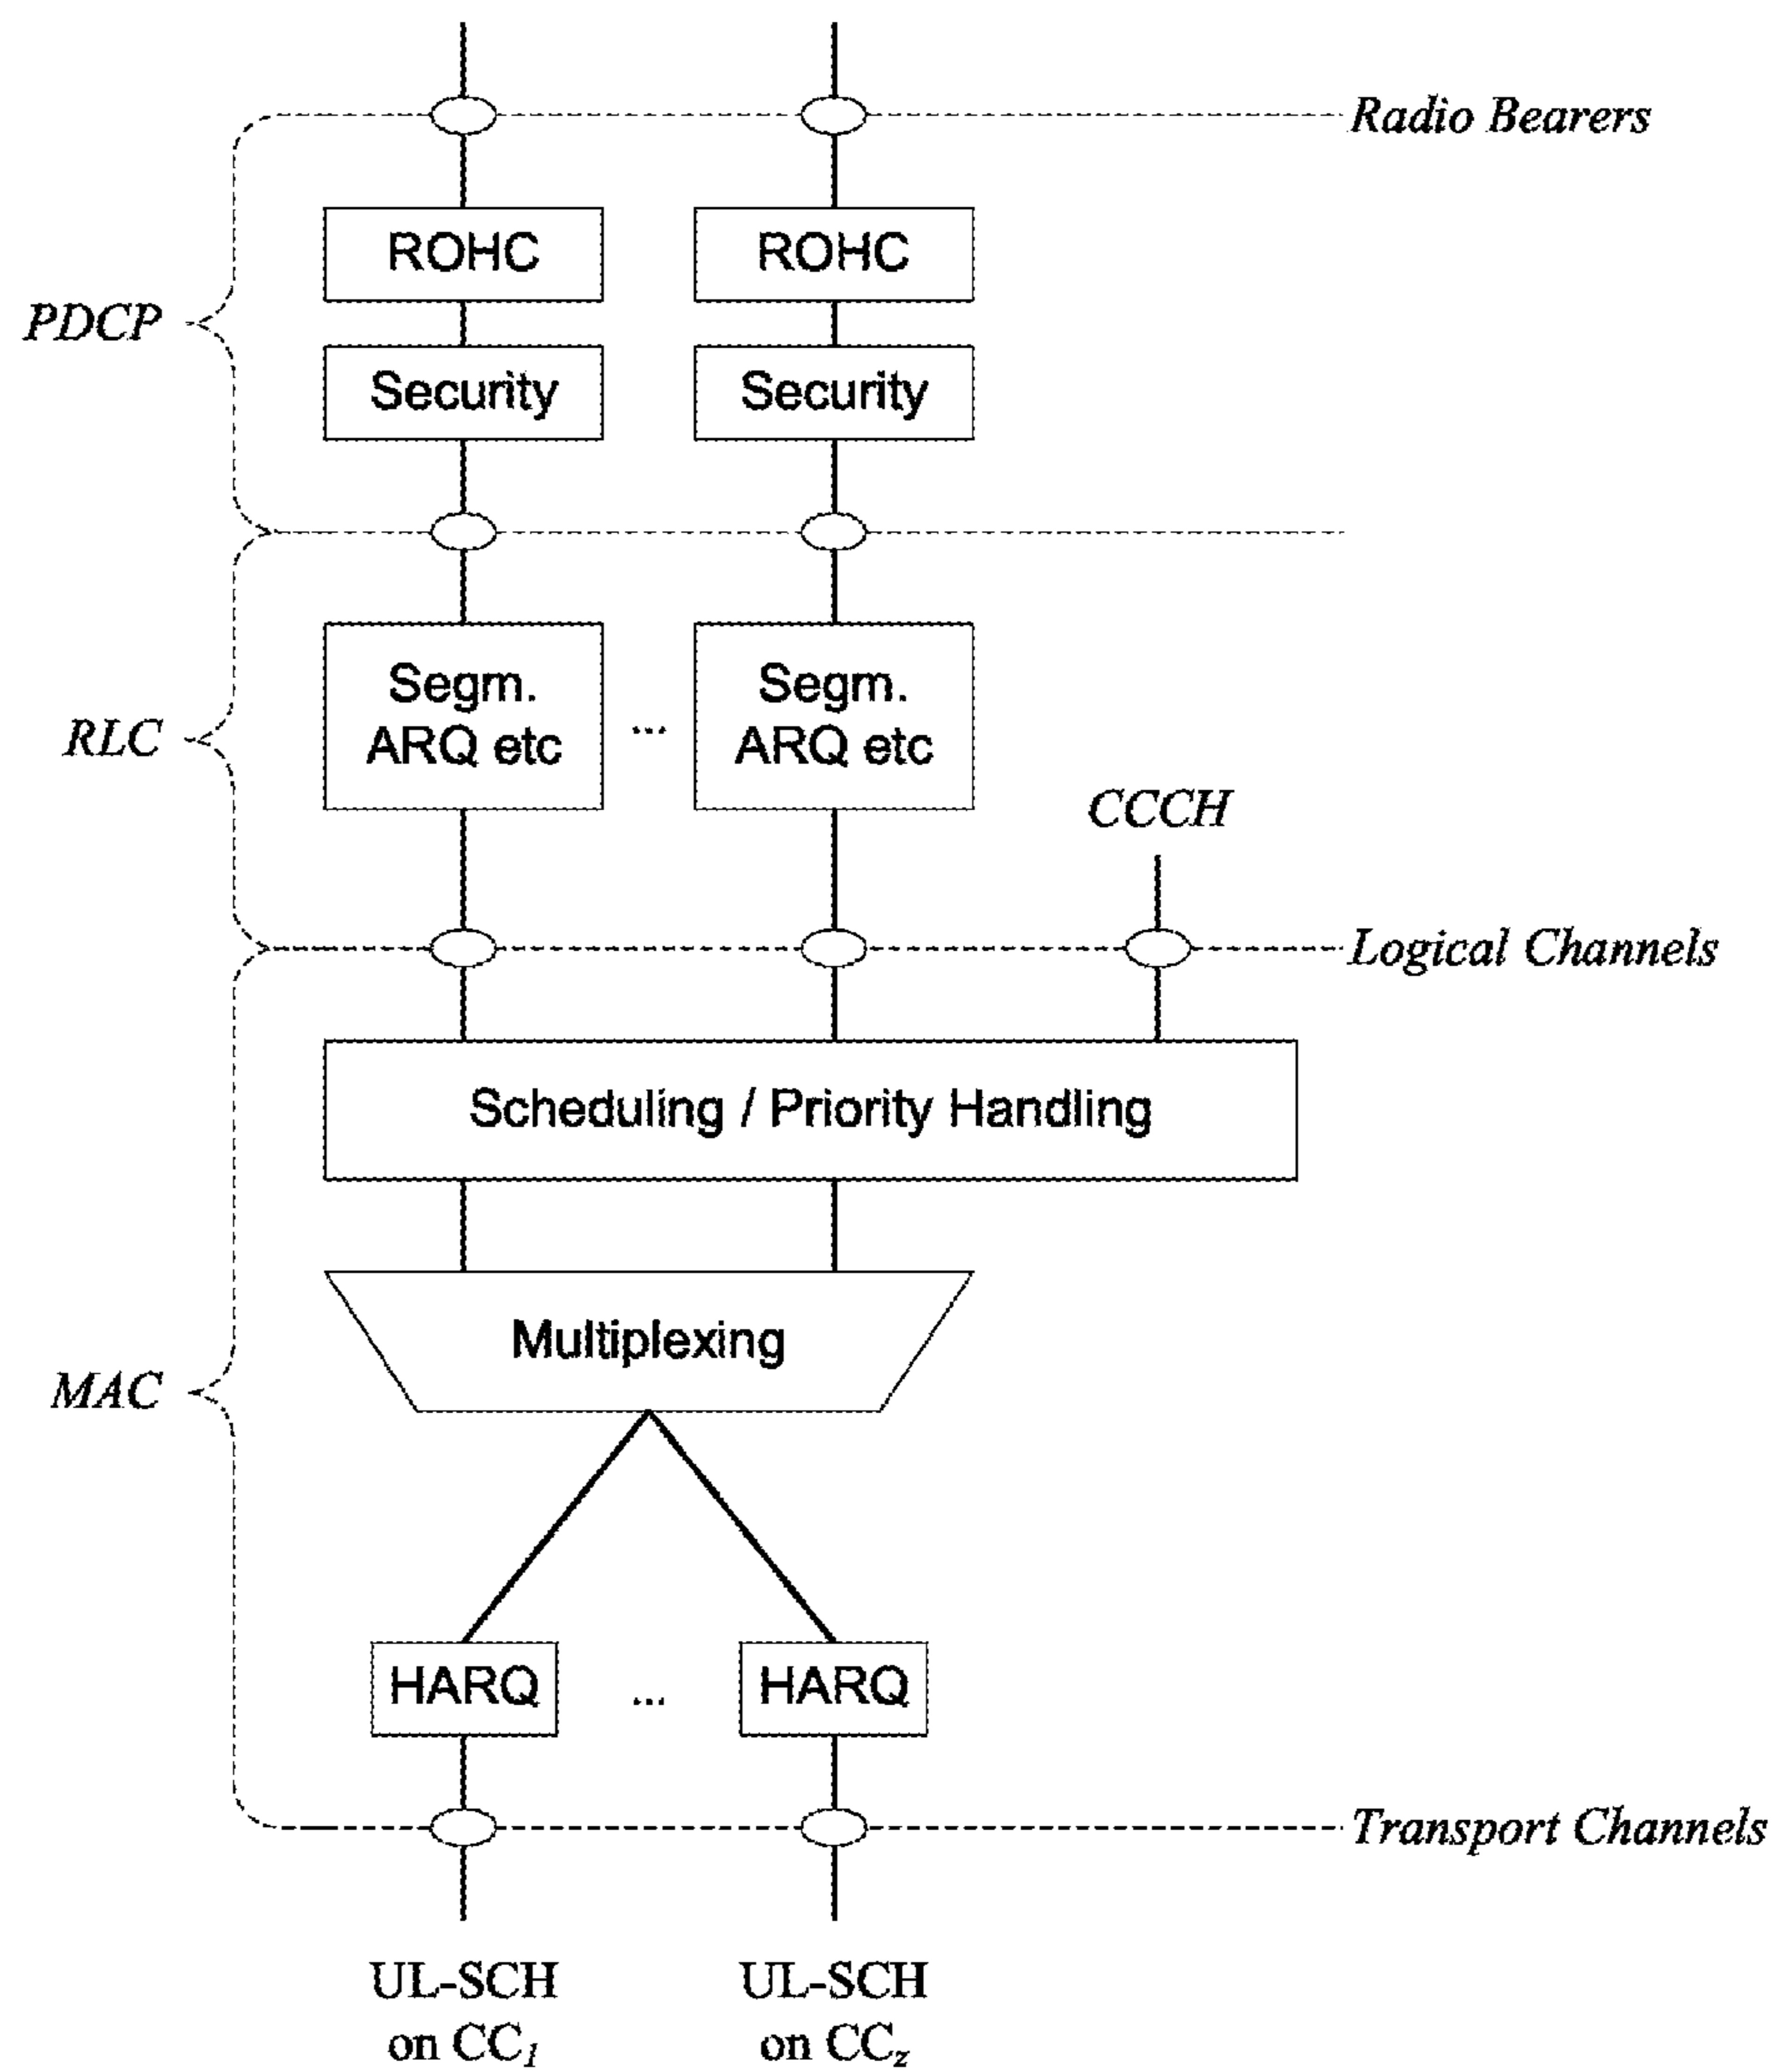 Radio Bearers
ROHC
ROHC
PDCP
Security
Security
Segm.
ARQ etc
...
Segm.
ARQ etc
RLC
CCCH
Logical Channels
Scheduling / Priority Handling
Multiplexing
MAC
HARQ
...
HARQ
Transport Channels
UL-SCH
on CC1
UL-SCH
on CCz